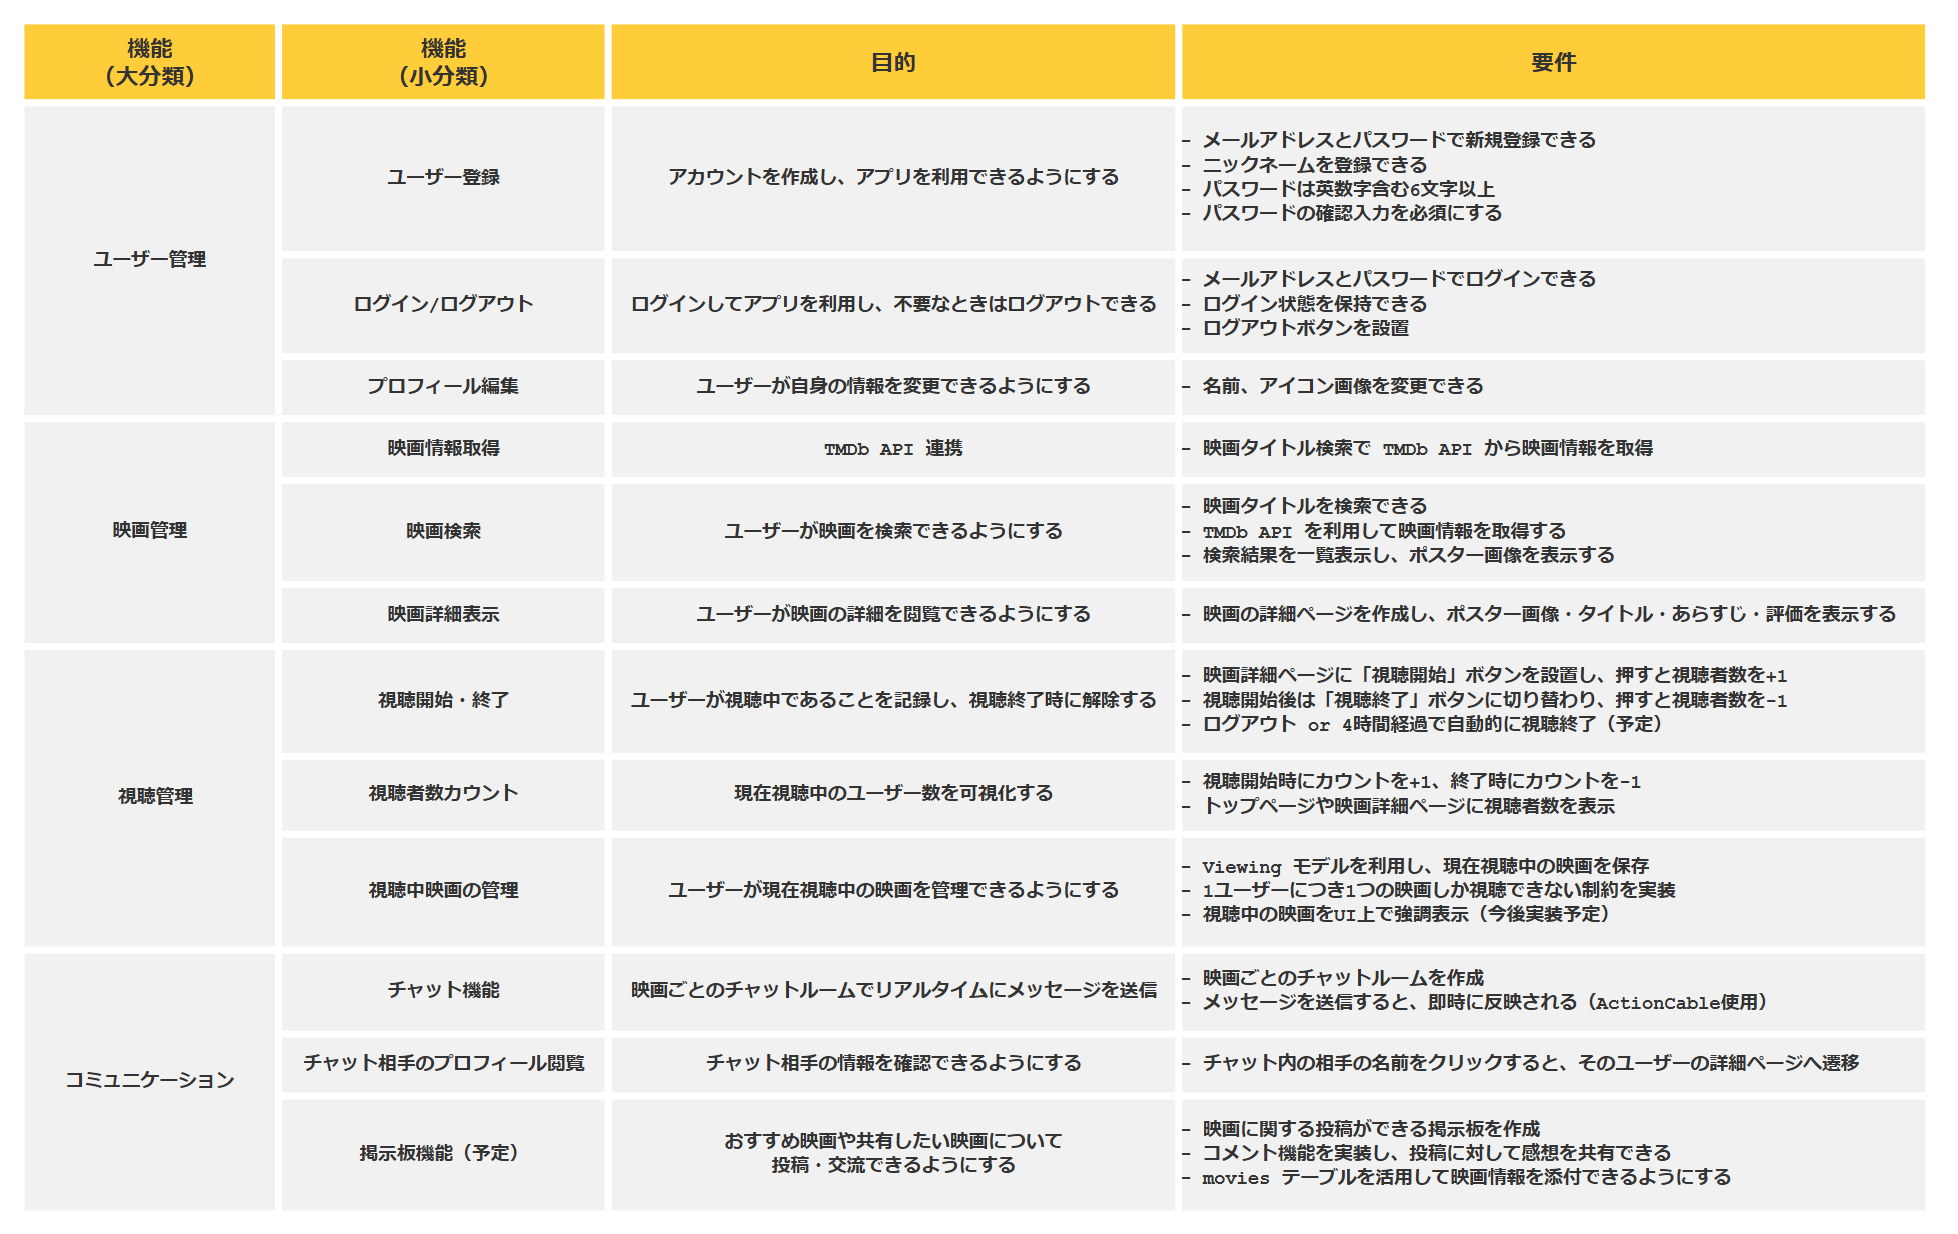 機能
（大分類）
機能
（小分類）
目的
要件
ユーザー管理
ユーザー登録
アカウントを作成し、アプリを利用できるようにする
- メールアドレスとパスワードで新規登録できる
- ニックネームを登録できる
- パスワードは英数字含む6文字以上
- パスワードの確認入力を必須にする
ログイン/ログアウト
ログインしてアプリを利用し、不要なときはログアウトできる
- メールアドレスとパスワードでログインできる
- ログイン状態を保持できる
- ログアウトボタンを設置
プロフィール編集
ユーザーが自身の情報を変更できるようにする
- 名前、アイコン画像を変更できる
映画管理
映画情報取得
TMDb API 連携
- 映画タイトル検索で TMDb API から映画情報を取得
映画検索
ユーザーが映画を検索できるようにする
- 映画タイトルを検索できる
- TMDb API を利用して映画情報を取得する
- 検索結果を一覧表示し、ポスター画像を表示する
映画詳細表示
ユーザーが映画の詳細を閲覧できるようにする
- 映画の詳細ページを作成し、ポスター画像・タイトル・あらすじ・評価を表示する
視聴管理
視聴開始・終了
ユーザーが視聴中であることを記録し、視聴終了時に解除する
- 映画詳細ページに「視聴開始」ボタンを設置し、押すと視聴者数を+1
- 視聴開始後は「視聴終了」ボタンに切り替わり、押すと視聴者数を-1
- ログアウト or 4時間経過で自動的に視聴終了（予定）
視聴者数カウント
現在視聴中のユーザー数を可視化する
- 視聴開始時にカウントを+1、終了時にカウントを-1
- トップページや映画詳細ページに視聴者数を表示
視聴中映画の管理
ユーザーが現在視聴中の映画を管理できるようにする
- Viewing モデルを利用し、現在視聴中の映画を保存
- 1ユーザーにつき1つの映画しか視聴できない制約を実装
- 視聴中の映画をUI上で強調表示（今後実装予定）
コミュニケーション
チャット機能
映画ごとのチャットルームでリアルタイムにメッセージを送信
- 映画ごとのチャットルームを作成
- メッセージを送信すると、即時に反映される（ActionCable使用）
チャット相手のプロフィール閲覧
チャット相手の情報を確認できるようにする
- チャット内の相手の名前をクリックすると、そのユーザーの詳細ページへ遷移
掲示板機能（予定）
おすすめ映画や共有したい映画について
投稿・交流できるようにする
- 映画に関する投稿ができる掲示板を作成
- コメント機能を実装し、投稿に対して感想を共有できる
- movies テーブルを活用して映画情報を添付できるようにする